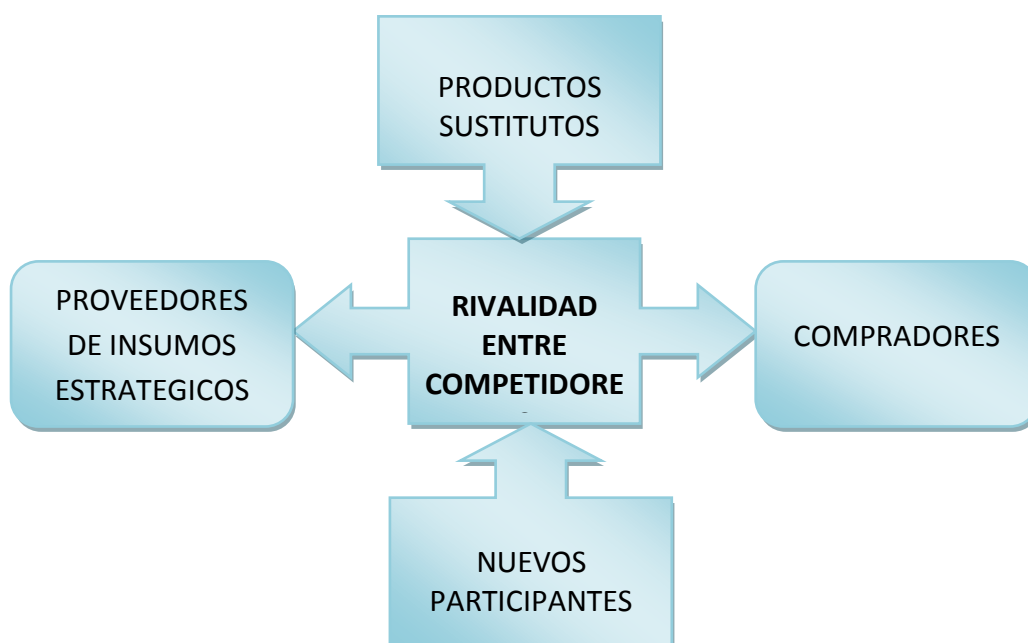 PRODUCTOS
SUSTITUTOS
PROVEEDORES
DE INSUMOS
ESTRATEGICOS
RIVALIDAD
ENTRE
COMPETIDORE
COMPRADORES
NUEVOS
PARTICIPANTES